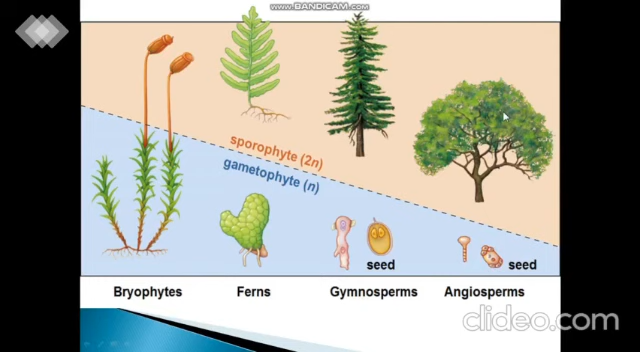 www.BANDICAM.com
sporophyte (2n)
gametophyte (n)
seed
seed
Bryophytes Ferns Gymnosperms Angiosperms
clideo.com